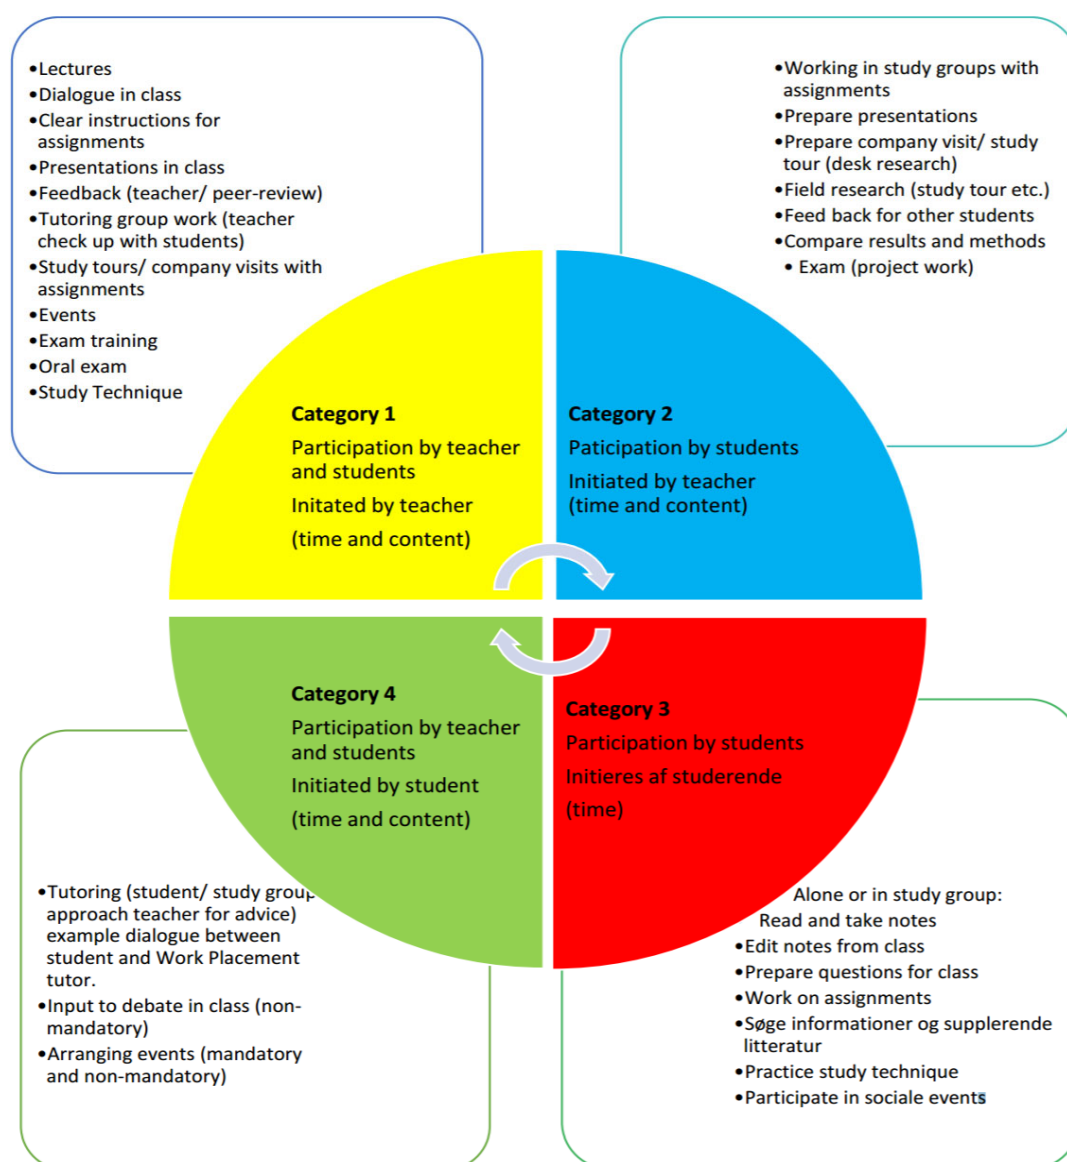 •Lectures
•Dialogue in class
•Clear instructions for
assignments
•Presentations in class
•Feedback (teacher/ peer-review)
•Tutoring group work (teacher
check up with students)
•Study tours/ company visits with
assignments
•Events
•Exam training
•Oral exam
•Study Technique
•Working in study groups with
assignments
•Prepare presentations
•Prepare company visit/ study
tour (desk research)
•Field research (study tour etc.)
•Feed back for other students
•Compare results and methods
• Exam (project work)
Category 1
Participation by teacher
and students
Initated by teacher
(time and content)
Category 2
Paticipation by students
Initiated by teacher
(time and content)
Category 4
Participation by teacher
and students
Initiated by student
(time and content)
Category 3
Participation by students
Initieres af studerende
(time)
•Tutoring (student/ study group
approach teacher for advice)
example dialogue between
student and Work Placement
tutor.
•Input to debate in class (non-
mandatory)
•Arranging events (mandatory
and non-mandatory)
Alone or in study group:
Read and take notes
•Edit notes from class
•Prepare questions for class
•Work on assignments
•Søge informationer og supplerende
litteratur
•Practice study technique
•Participate in sociale events